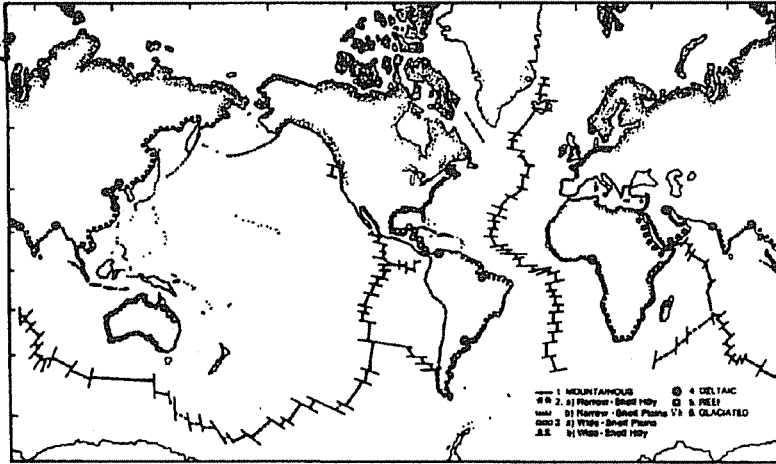 1 MOUNTAINOUS
2. a) Narrow-Shelf Hilly
b) Narrow-Shelf Plains
3 a) Wide-Shelf Plains
b) Wide-Shelf Hilly
4 DELTAIC
5. REEF
6. GLACIATED